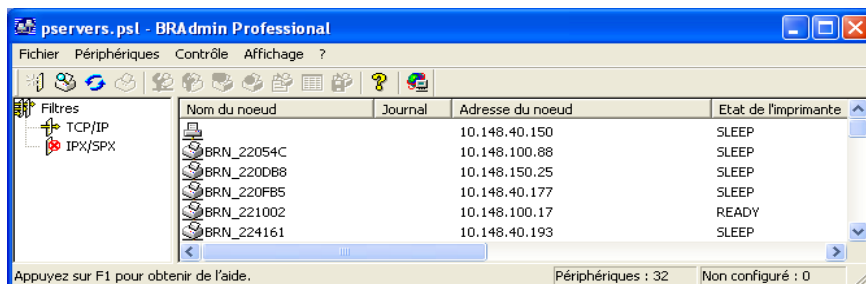 pservers.psl - BRAdmin Professional
Fichier Périphériques Contrôle Affichage ?
Filtres
TCP/IP
IPX/SPX
Nom du noeud Journal Adresse du noeud Etat de l'imprimante
10.148.40.150 SLEEP
BRN_22054C 10.148.100.88 SLEEP
BRN_220DB8 10.148.150.25 SLEEP
BRN_220FB5 10.148.40.177 SLEEP
BRN_221002 10.148.100.17 READY
BRN_224161 10.148.40.193 SLEEP
Appuyez sur F1 pour obtenir de l'aide. Périphériques : 32 Non configuré : 0